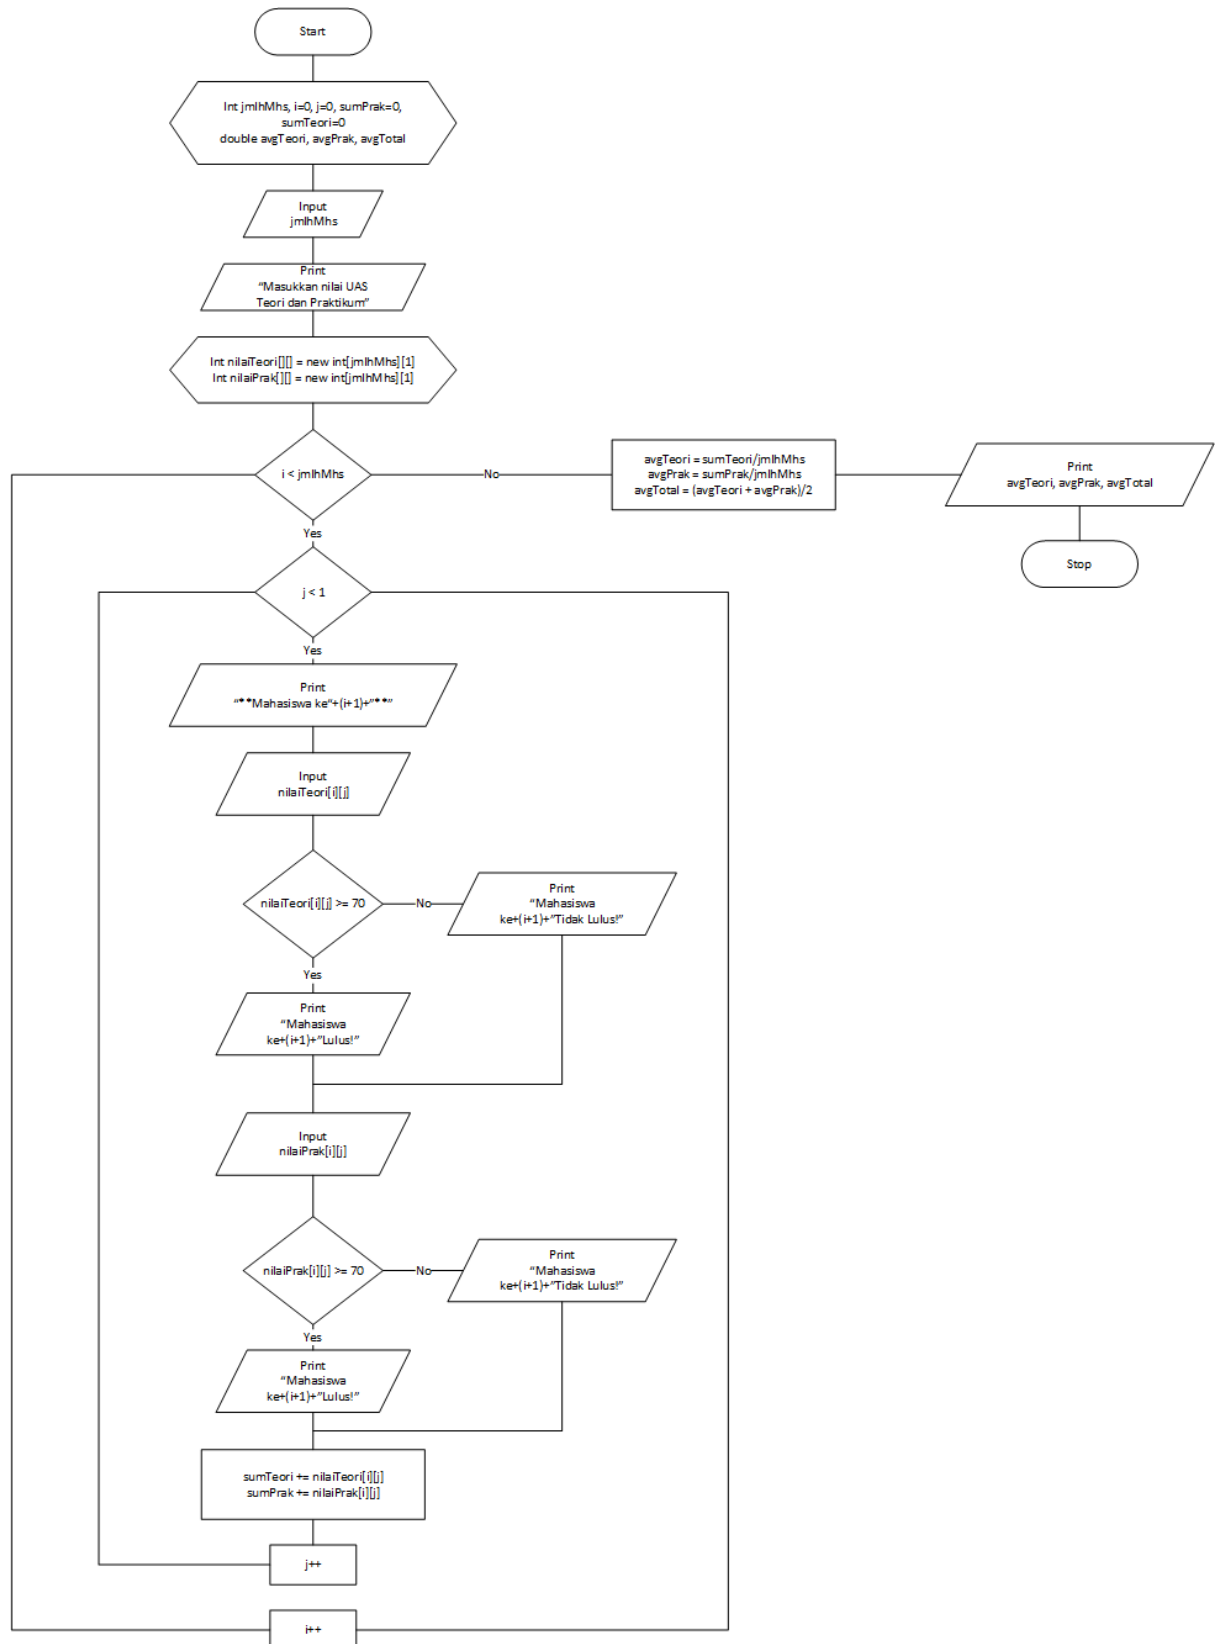 Start
Int jmlhMhs, i=0, j=0, sumPrak=0,
sumTeori=0
double avgTeori, avgPrak, avgTotal
Input
jmlhMhs
Print
“Masukkan nilai UAS
Teori dan Praktikum”
Int nilaiTeori[][] = new int[jmlhMhs][1]
Int nilaiPrak[][] = new int[jmlhMhs][1]
i < jmlhMhs
No
avgTeori = sumTeori/jmlhMhs
avgPrak = sumPrak/jmlhMhs
avgTotal = (avgTeori + avgPrak)/2
Print
avgTeori, avgPrak, avgTotal
Stop
Yes
j < 1
Yes
Print
“**Mahasiswa ke“+(i+1)+”**”
Input
nilaiTeori[i][j]
nilaiTeori[i][j] >= 70
No
Print
“Mahasiswa
ke+(i+1)+”Tidak Lulus!”
Yes
Print
“Mahasiswa
ke+(i+1)+”Lulus!”
Input
nilaiPrak[i][j]
nilaiPrak[i][j] >= 70
No
Print
“Mahasiswa
ke+(i+1)+”Tidak Lulus!”
Yes
Print
“Mahasiswa
ke+(i+1)+”Lulus!”
sumTeori += nilaiTeori[i][j]
sumPrak += nilaiPrak[i][j]
j++
i++